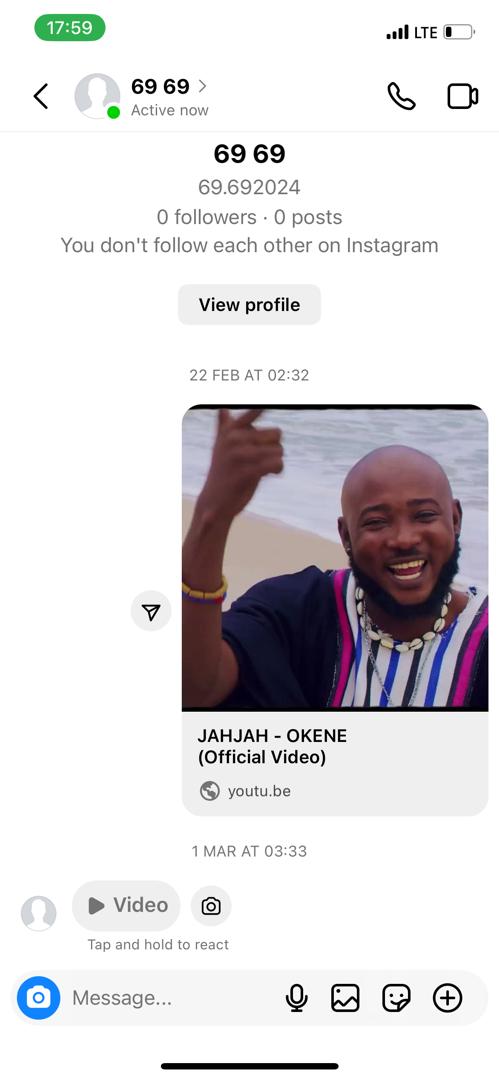 17:59
LTE
69 69
Active now
69 69
69.692024
0 followers · 0 posts
You don't follow each other on Instagram
View profile
22 FEB AT 02:32
JAHJAH - OKENE
(Official Video)
youtu.be
1 MAR AT 03:33
Video
Tap and hold to react
Message...